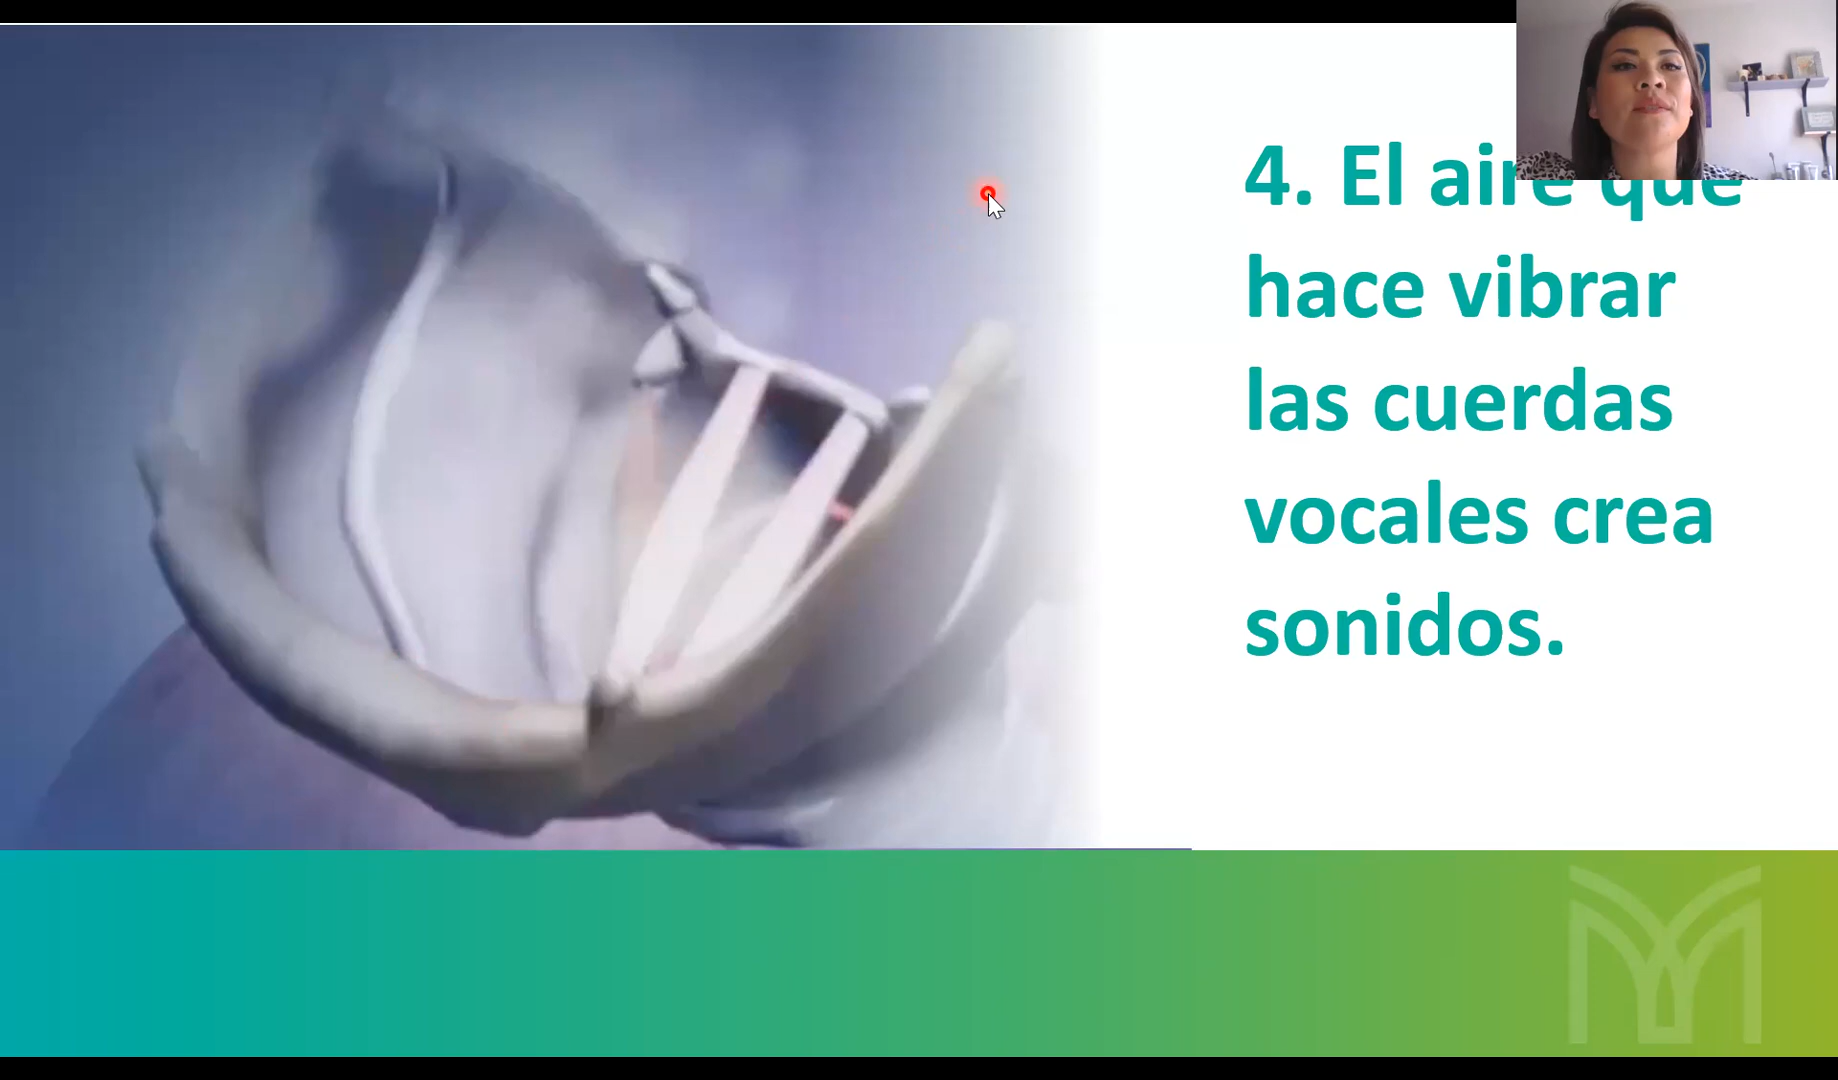 4. El aire que
hace vibrar
las cuerdas
vocales crea
sonidos.